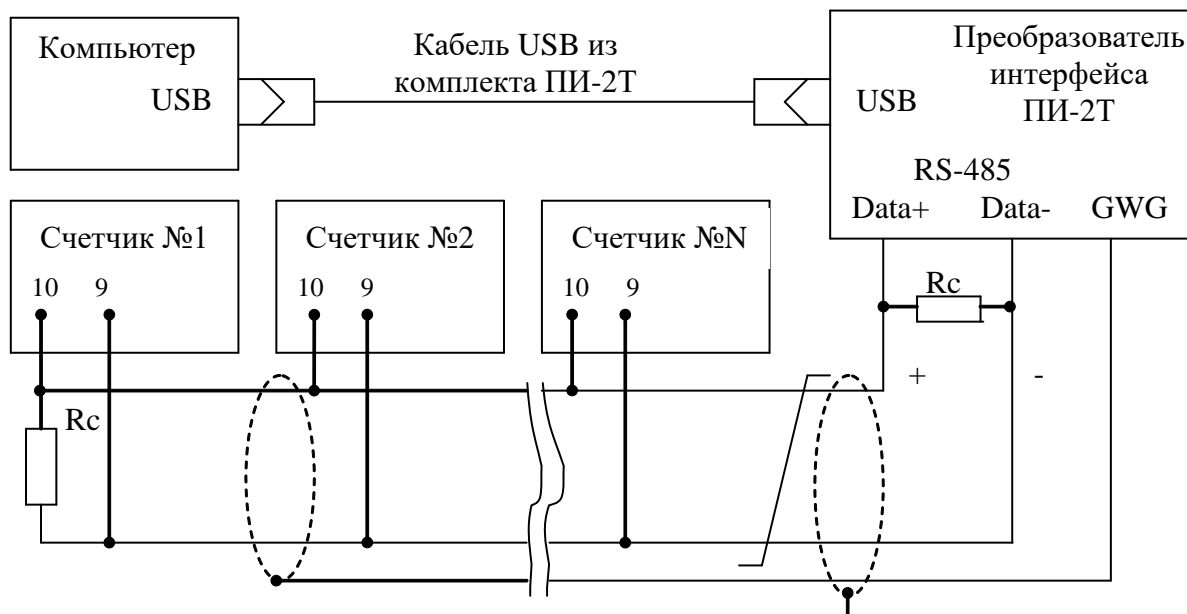 Компьютер
USB
Кабель USB из
комплекта ПИ-2Т
Преобразователь
интерфейса
ПИ-2Т
USB
RS-485
Data+ Data- GWG
Счетчик №1
10 9
Счетчик №2
10 9
Счетчик №N
10 9
Rc
+ -
Rc